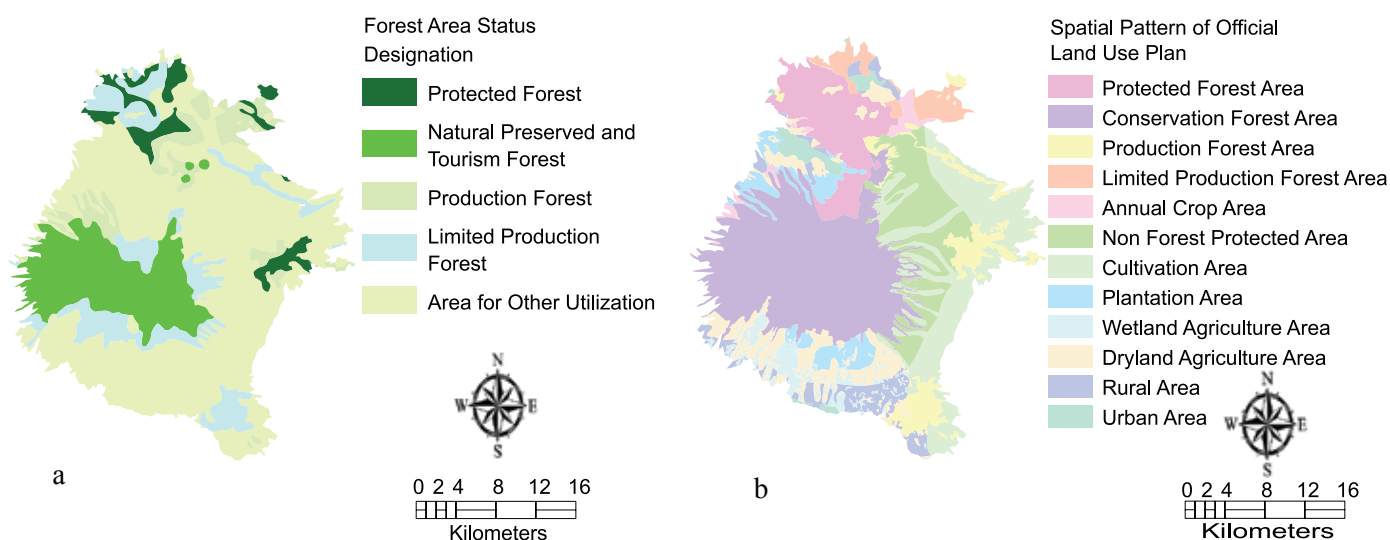 Forest Area Status
Designation
Protected Forest
Natural Preserved and
Tourism Forest
Production Forest
Limited Production
Forest
Area for Other Utilization
N
W E
S
a
0 2 4 8 12 16
Kilometers
Spatial Pattern of Official
Land Use Plan
Protected Forest Area
Conservation Forest Area
Production Forest Area
Limited Production Forest Area
Annual Crop Area
Non Forest Protected Area
Cultivation Area
Plantation Area
Wetland Agriculture Area
Dryland Agriculture Area
Rural Area
Urban Area
N
W E
S
b
0 2 4 8 12 16
Kilometers